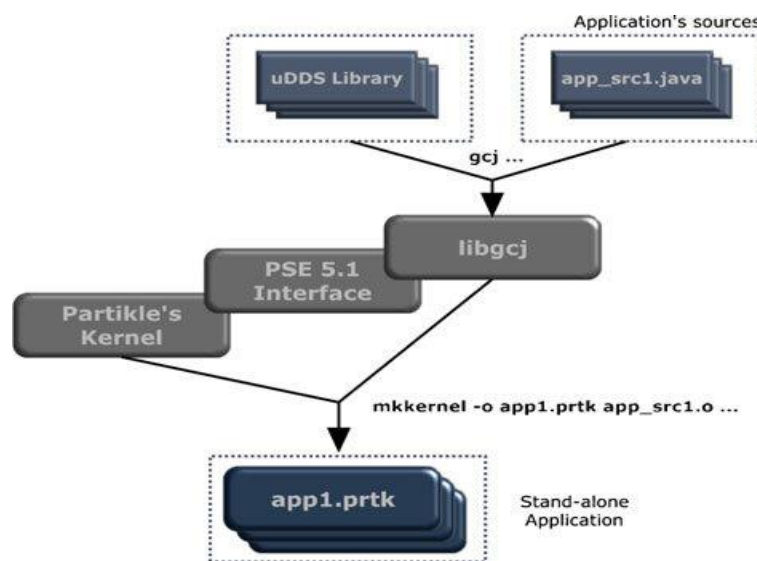 Application's sources
uDDS Library
app_src1.java
gcj ...
libgcj
PSE 5.1
Interface
Partikle's
Kernel
mkkernel -o app1.prtk app_src1.o ...
app1.prtk
Stand-alone
Application